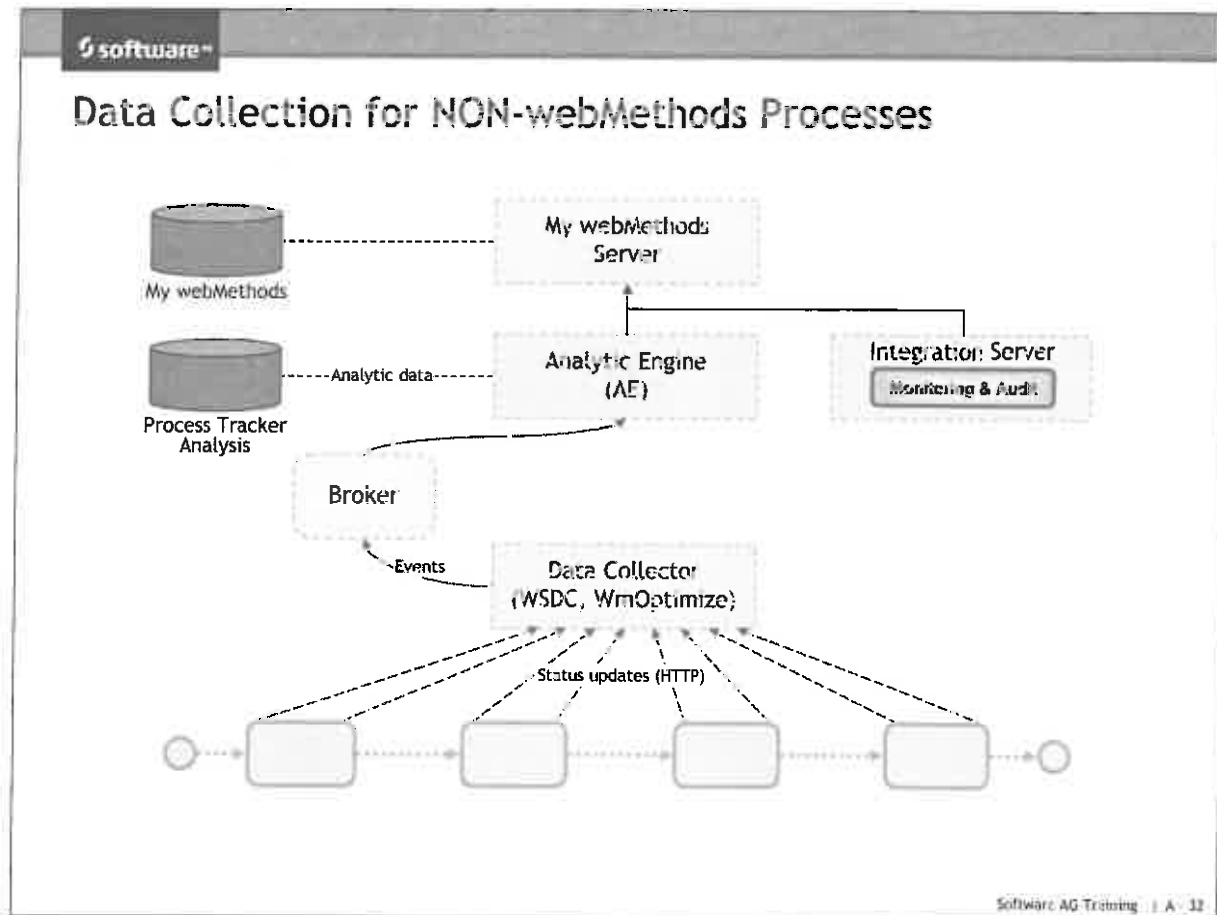 software
Data Collection for NON-webMethods Processes
My webMethods
Server
My webMethods
Analytic Engine
(AE)
Integration Server
Monitoring & Audit
Analytic data
Process Tracker
Analysis
Broker
Events
Data Collector
(WSDC, WmOptimize)
Status updates (HTTP)
Software AG Training | A - 32